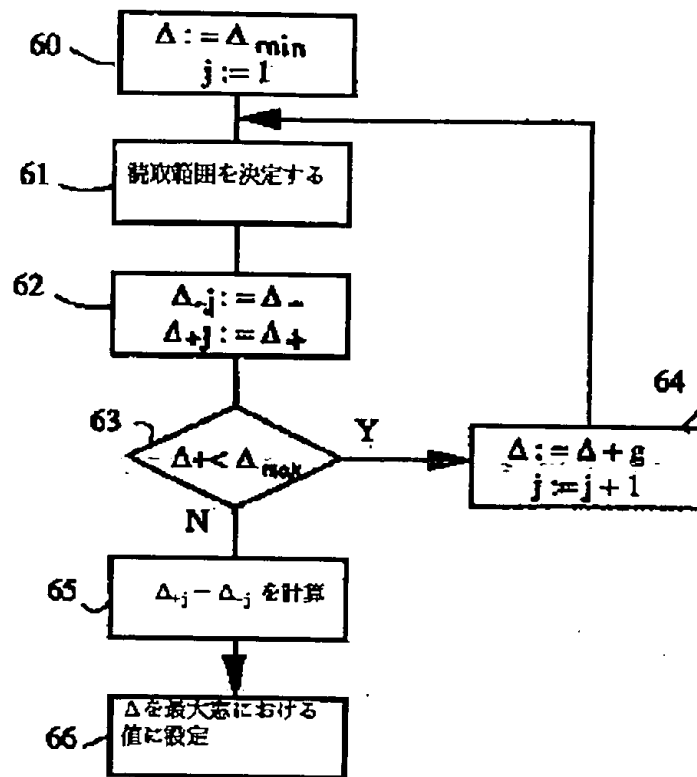 60
Δ := Δmin
j := 1
61
読取範囲を決定する
62
Δ-j := Δ-
Δ+j := Δ+
63
Δ+< Δmax
Y
N
64
Δ := Δ + g
j := j + 1
65
Δ+j − Δ-j を計算
66
Δを最大 における
値に設定